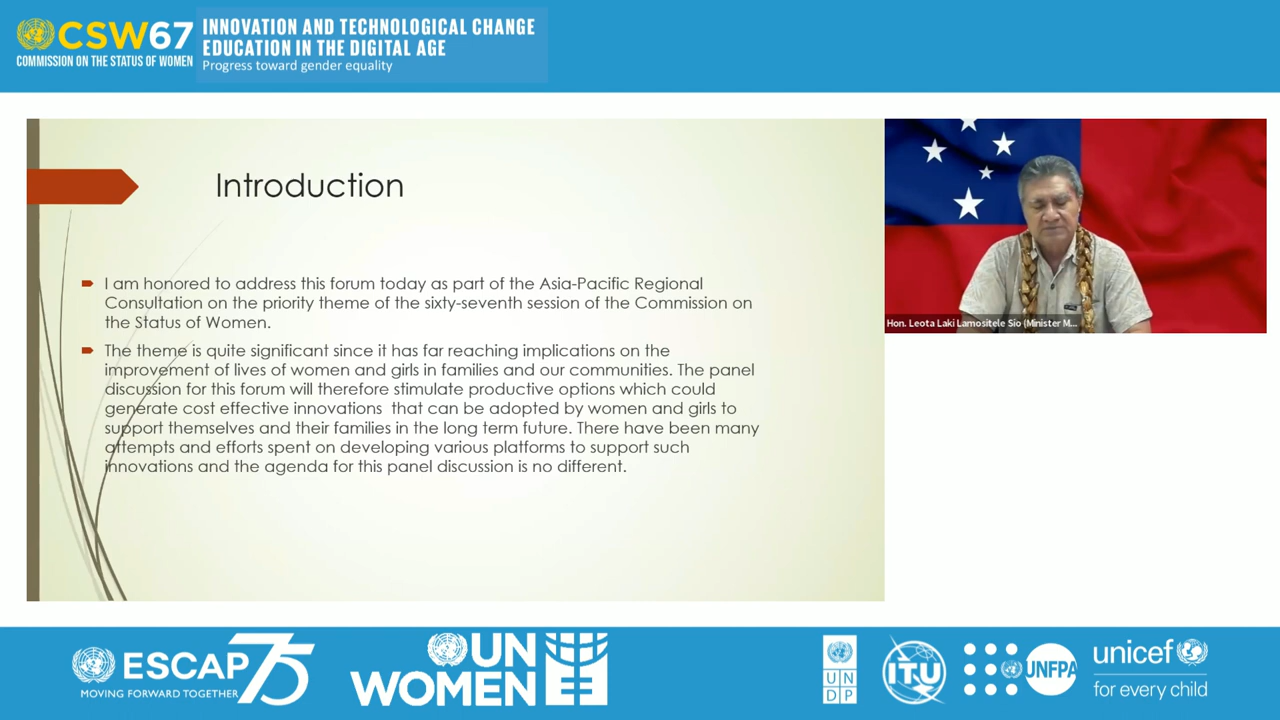 CSW67
COMMISSION ON THE STATUS OF WOMEN
INNOVATION AND TECHNOLOGICAL CHANGE
EDUCATION IN THE DIGITAL AGE
Progress toward gender equality
Introduction
I am honored to address this forum today as part of the Asia-Pacific Regional
Consultation on the priority theme of the sixty-seventh session of the Commission on
the Status of Women.
The theme is quite significant since it has far reaching implications on the
improvement of lives of women and girls in families and our communities. The panel
discussion for this forum will therefore stimulate productive options which could
generate cost effective innovations that can be adopted by women and girls to
support themselves and their families in the long term future. There have been many
attempts and efforts spent on developing various platforms to support such
innovations and the agenda for this panel discussion is no different.
Hon. Leota Laki Lamositele Sio (Minister M...
ESCAP 75
MOVING FORWARD TOGETHER
UN
WOMEN
UN
DP
ITU
UNFPA
unicef
for every child